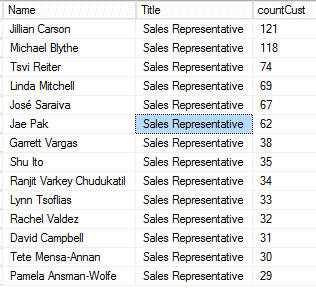 Name Title countCust
Jillian Carson Sales Representative 121
Michael Blythe Sales Representative 118
Tsvi Reiter Sales Representative 74
Linda Mitchell Sales Representative 69
José Saraiva Sales Representative 67
Jae Pak Sales Representative 62
Garrett Vargas Sales Representative 38
Shu Ito Sales Representative 35
Ranjit Varkey Chudukatil Sales Representative 34
Lynn Tsoflias Sales Representative 33
Rachel Valdez Sales Representative 32
David Campbell Sales Representative 31
Tete Mensa-Annan Sales Representative 30
Pamela Ansman-Wolfe Sales Representative 29